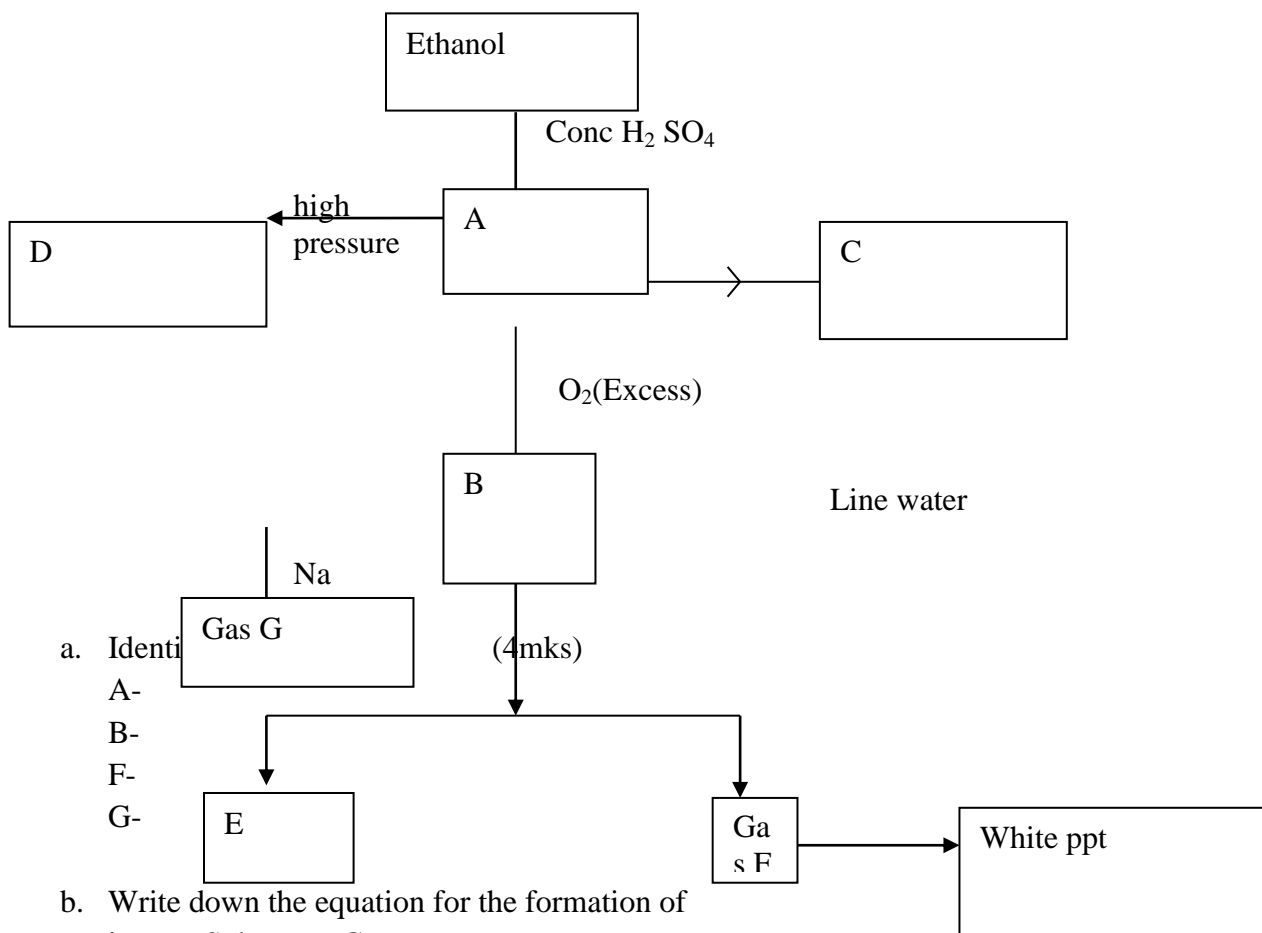 Ethanol
Conc H₂ SO₄
high
pressure
A
D
C
O₂(Excess)
B
Line water
Na
Gas G
a. Identi (4mks)
A-
B-
F-
G-
E
Ga
s F
White ppt
b. Write down the equation for the formation of